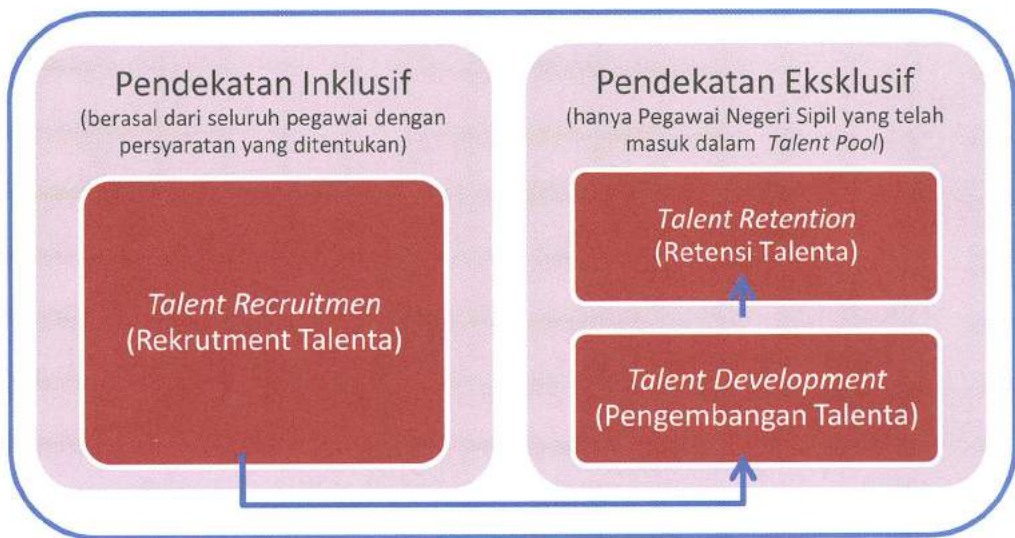 Pendekatan Inklusif
(berasal dari seluruh pegawai dengan
persyaratan yang ditentukan)
Talent Recruitmen
(Rekrutment Talenta)
Pendekatan Eksklusif
(hanya Pegawai Negeri Sipil yang telah
masuk dalam Talent Pool)
Talent Retention
(Retensi Talenta)
Talent Development
(Pengembangan Talenta)